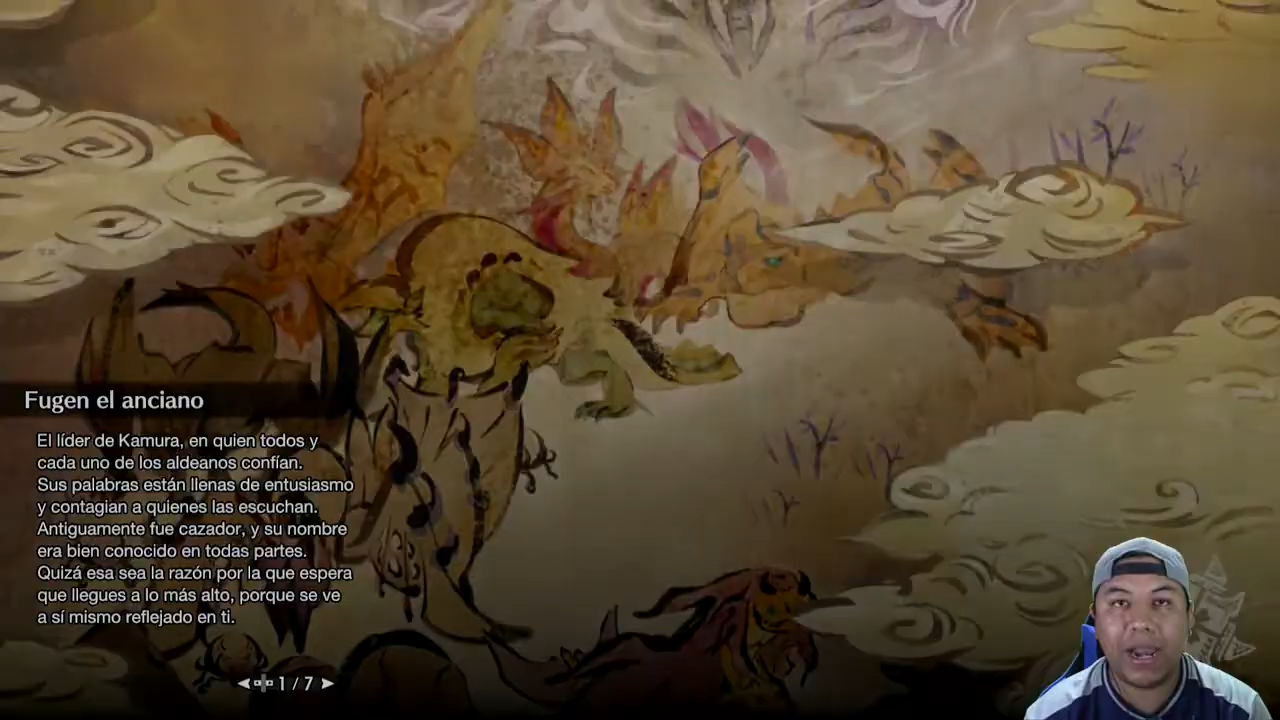 Fugen el anciano
El líder de Kamura, en quien todos y
cada uno de los aldeanos confían.
Sus palabras están llenas de entusiasmo
y contagian a quienes las escuchan.
Antiguamente fue cazador, y su nombre
era bien conocido en todas partes.
Quizá esa sea la razón por la que espera
que llegues a lo más alto, porque se ve
a sí mismo reflejado en ti.
1 / 7